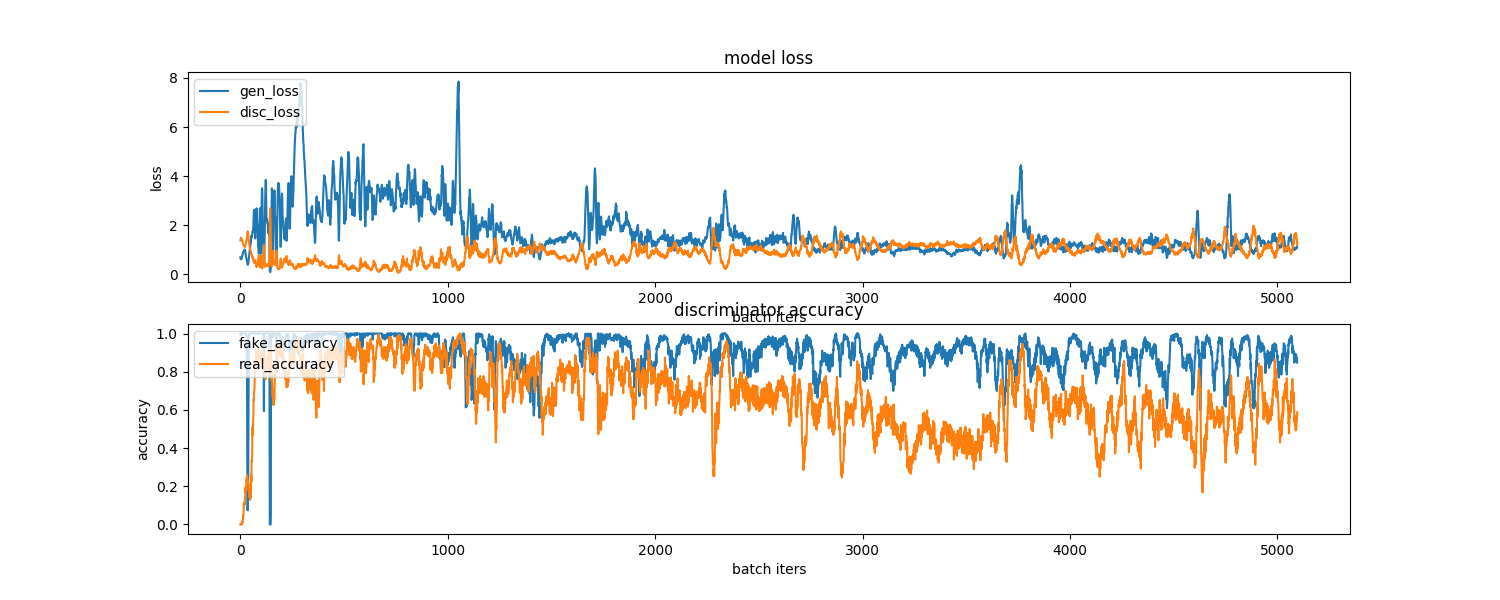 model loss
8
6
4
2
0
loss
gen_loss
disc_loss
0 1000 2000 3000 4000 5000
batch iters
discriminator accuracy
1.0
0.8
0.6
0.4
0.2
0.0
accuracy
fake_accuracy
real_accuracy
0 1000 2000 3000 4000 5000
batch iters